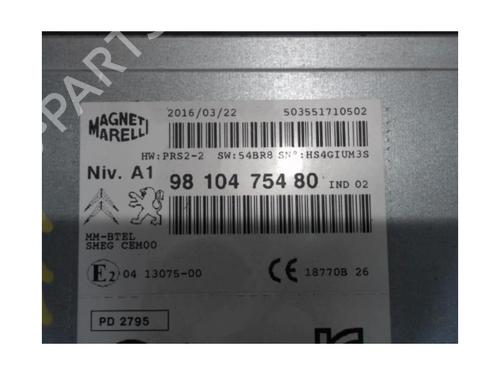 PARTS
MAGNETI
MARELLI
2016/03/22 503551710502
HW:PRS2-2 SW:54BR8 SN°:HS4GIUM3S
Niv. A1 98 104 754 80 IND 02
MM-BTEL
SMEG CEM00
E2 04 13075-00 CE 18770B 26
PD 2795